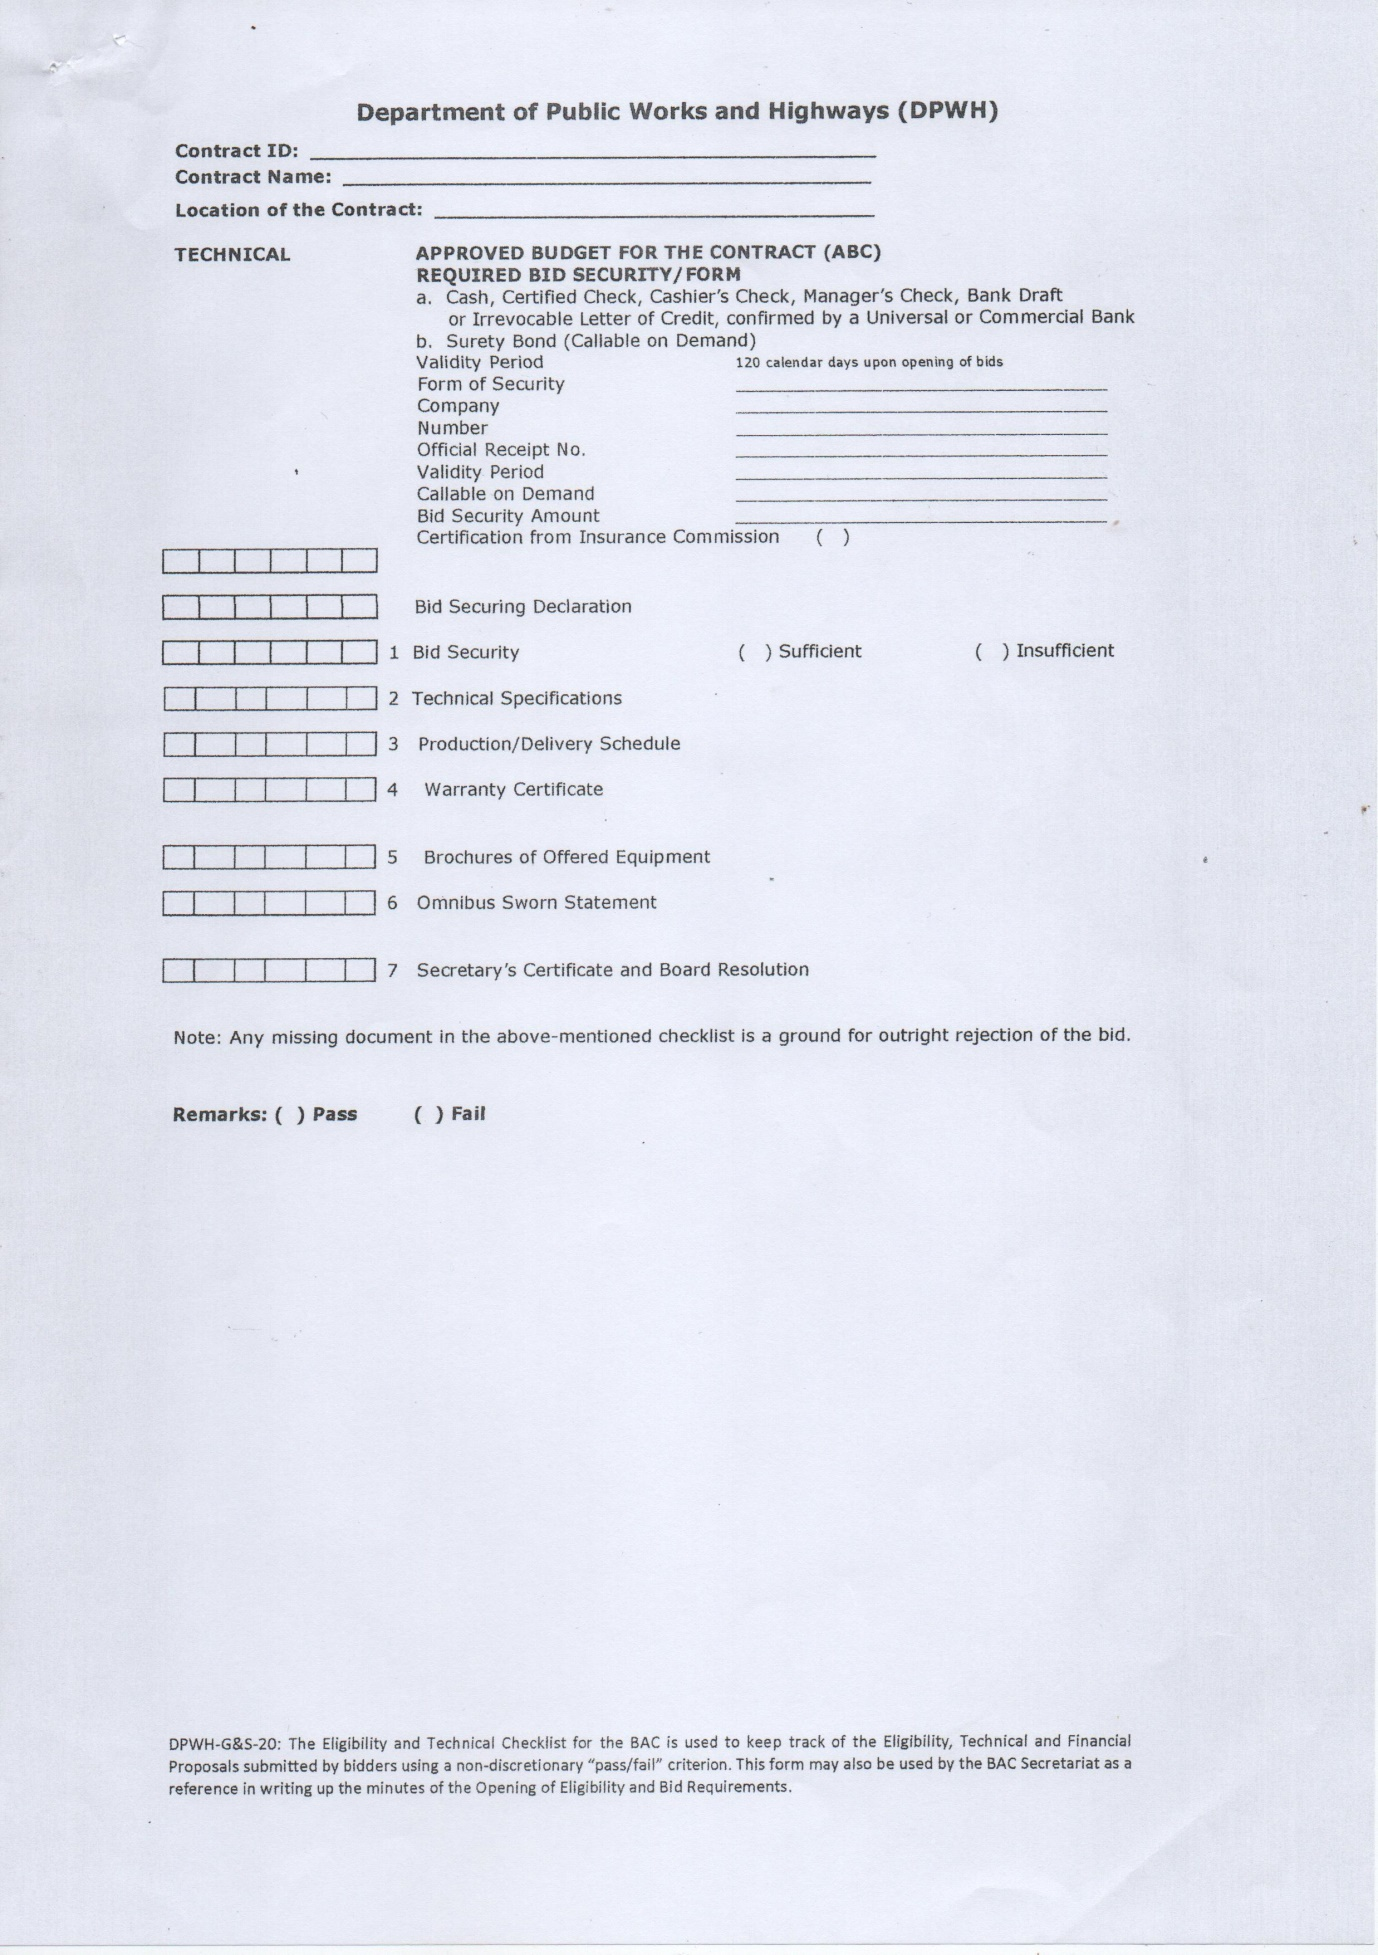 Department of Public Works and Highways (DPWH)
Contract ID:
Contract Name:
Location of the Contract:
TECHNICAL
APPROVED BUDGET FOR THE CONTRACT (ABC)
REQUIRED BID SECURITY/FORM
a. Cash, Certified Check, Cashier's Check, Manager's Check, Bank Draft
or Irrevocable Letter of Credit, confirmed by a Universal or Commercial Bank
b. Surety Bond (Callable on Demand)
Validity Period 120 calendar days upon opening of bids
Form of Security
Company
Number
Official Receipt No.
Validity Period
Callable on Demand
Bid Security Amount
Certification from Insurance Commission ( )
Bid Securing Declaration
1 Bid Security ( ) Sufficient ( ) Insufficient
2 Technical Specifications
3 Production/Delivery Schedule
4 Warranty Certificate
5 Brochures of Offered Equipment
6 Omnibus Sworn Statement
7 Secretary's Certificate and Board Resolution
Note: Any missing document in the above-mentioned checklist is a ground for outright rejection of the bid.
Remarks: ( ) Pass ( ) Fail
DPWH-G&S-20: The Eligibility and Technical Checklist for the BAC is used to keep track of the Eligibility, Technical and Financial
Proposals submitted by bidders using a non-discretionary "pass/fail" criterion. This form may also be used by the BAC Secretariat as a
reference in writing up the minutes of the Opening of Eligibility and Bid Requirements.